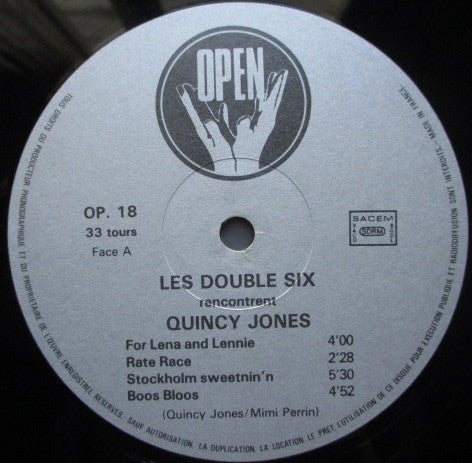 OPEN
OP. 18
33 tours
Face A
SACEM
SDRM
SACD
SGDL
LES DOUBLE SIX
rencontrent
QUINCY JONES
For Lena and Lennie 4'00
Rate Race 2'28
Stockholm sweetnin'n 5'30
Boos Bloos 4'52
(Quincy Jones/Mimi Perrin)
TOUS DROITS DU PRODUCTEUR PHONOGRAPHIQUE ET DU PROPRIETAIRE DE L'ŒUVRE ENREGISTREE RESERVES. SAUF AUTORISATION, LA DUPLICATION, LA LOCATION, LE PRET, L'UTILISATION DE CE DISQUE POUR EXECUTION PUBLIQUE ET RADIODIFFUSION SONT INTERDITS - MADE IN FRANCE.